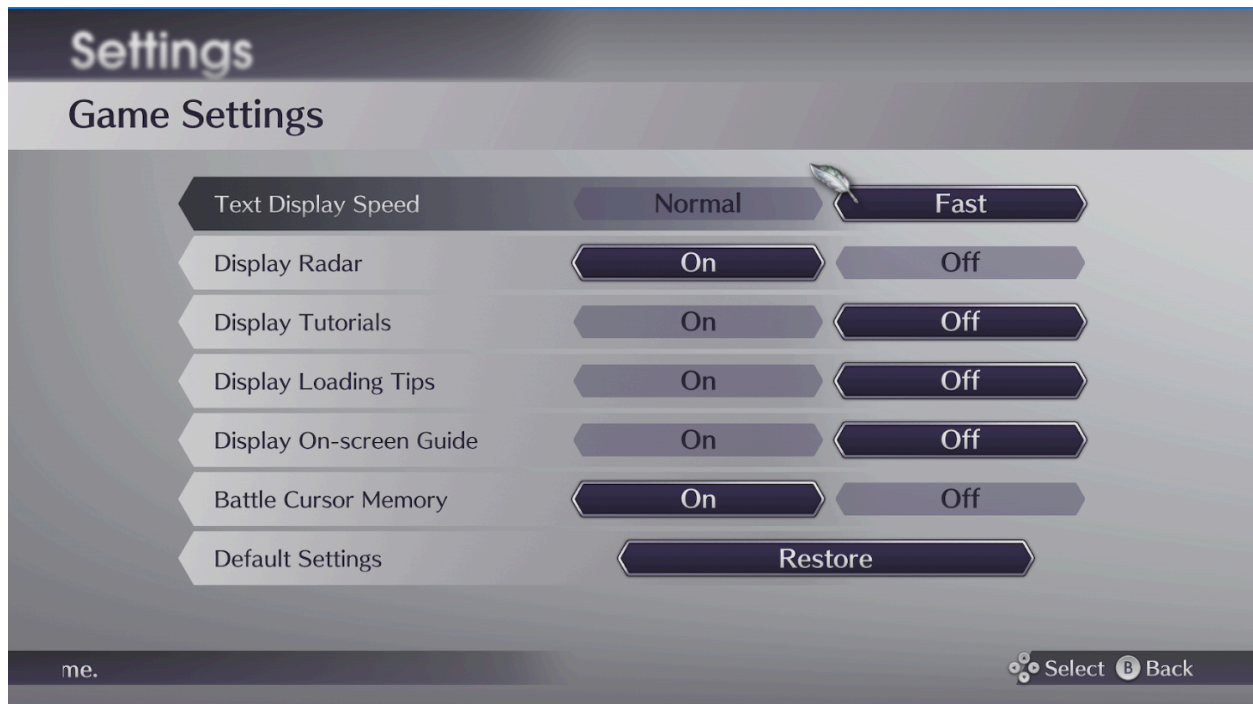 Settings
Game Settings
Text Display Speed Normal Fast
Display Radar On Off
Display Tutorials On Off
Display Loading Tips On Off
Display On-screen Guide On Off
Battle Cursor Memory On Off
Default Settings Restore
me. Select B Back